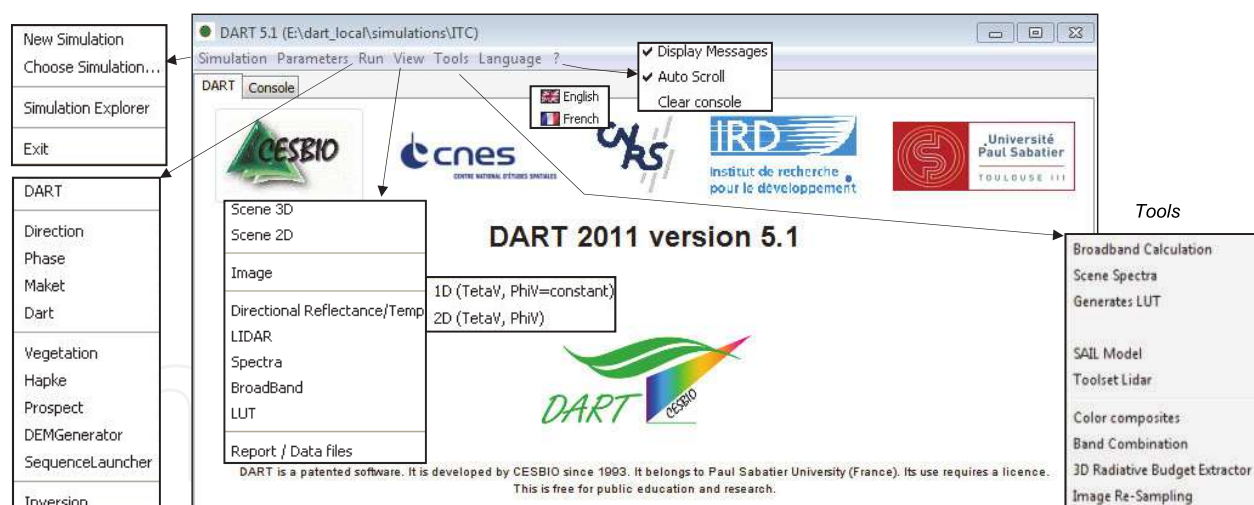 New Simulation
Choose Simulation...
Simulation Explorer
Exit
DART 5.1 (E:\dart_local\simulations\ITC)
Simulation Parameters Run View Tools Language ?
DART Console
Display Messages
Auto Scroll
Clear console
English
French
CESBIO
cnes
CENTRE NATIONAL D'ÉTUDES SPATIALES
CNRS
IRD
Institut de recherche
pour le développement
Université
Paul Sabatier
TOULOUSE III
DART
Direction
Phase
Maket
Dart
Vegetation
Hapke
Prospect
DEMGenerator
SequenceLauncher
Inversion
Scene 3D
Scene 2D
Image
Directional Reflectance/Temp
LIDAR
Spectra
BroadBand
LUT
Report / Data files
1D (TetaV, PhiV=constant)
2D (TetaV, PhiV)
DART 2011 version 5.1
DART CESBIO
DART is a patented software. It is developed by CESBIO since 1993. It belongs to Paul Sabatier University (France). Its use requires a licence.
This is free for public education and research.
Tools
Broadband Calculation
Scene Spectra
Generates LUT
SAIL Model
Toolset Lidar
Color composites
Band Combination
3D Radiative Budget Extractor
Image Re-Sampling